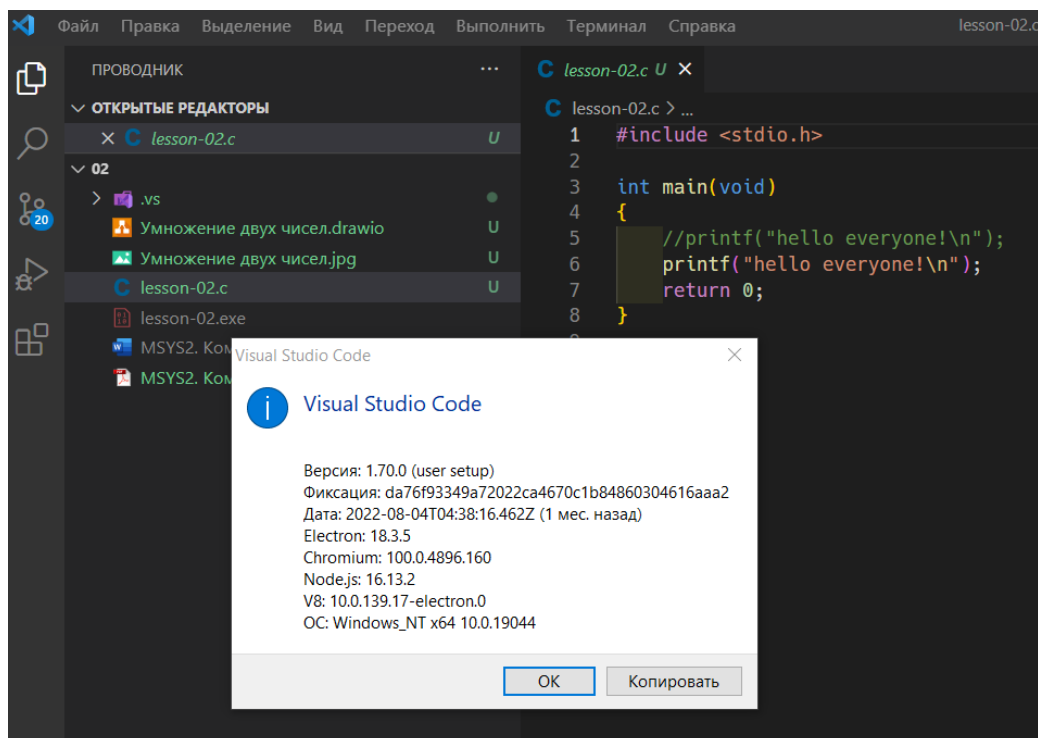 Файл Правка Выделение Вид Переход Выполнить Терминал Справка lesson-02.c
ПРОВОДНИК ...
ОТКРЫТЫЕ РЕДАКТОРЫ
C lesson-02.c U
02
.vs
Умножение двух чисел.drawio U
Умножение двух чисел.jpg U
C lesson-02.c U
lesson-02.exe
MSYS2. Ком
MSYS2. Ком
20
C lesson-02.c U
C lesson-02.c > ...
1 #include <stdio.h>
2
3 int main(void)
4 {
5 //printf("hello everyone!\n");
6 printf("hello everyone!\n");
7 return 0;
8 }
Visual Studio Code
Visual Studio Code
Версия: 1.70.0 (user setup)
Фиксация: da76f93349a72022ca4670c1b84860304616aaa2
Дата: 2022-08-04T04:38:16.462Z (1 мес. назад)
Electron: 18.3.5
Chromium: 100.0.4896.160
Node.js: 16.13.2
V8: 10.0.139.17-electron.0
ОС: Windows_NT x64 10.0.19044
ОК
Копировать